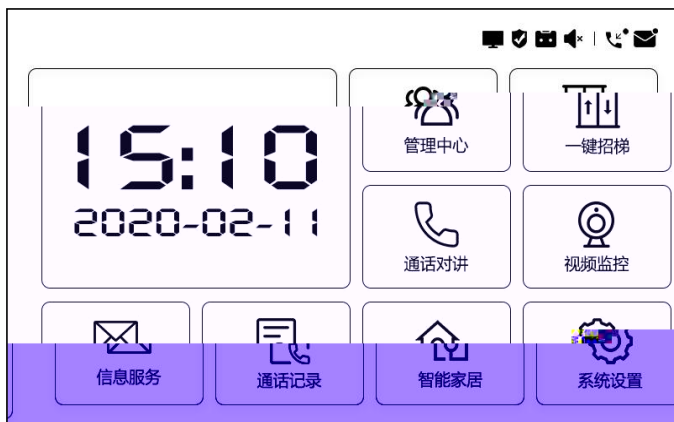 15:10
2020-02-11
管理中心
一键招梯
通话对讲
视频监控
信息服务
通话记录
智能家居
系统设置